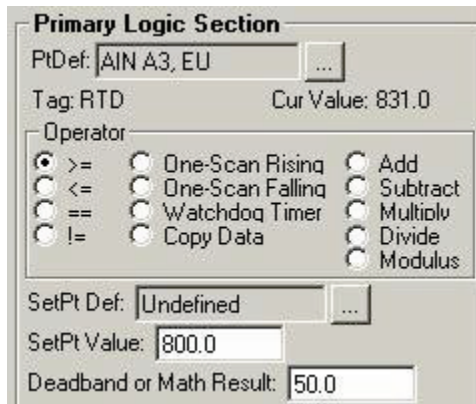 Primary Logic Section
PtDef: AIN A3, EU ...
Tag: RTD Cur Value: 831.0
Operator
>= One-Scan Rising Add
<= One-Scan Falling Subtract
== Watchdog Timer Multiply
!= Copy Data Divide
Modulus
SetPt Def: Undefined ...
SetPt Value: 800.0
Deadband or Math Result: 50.0